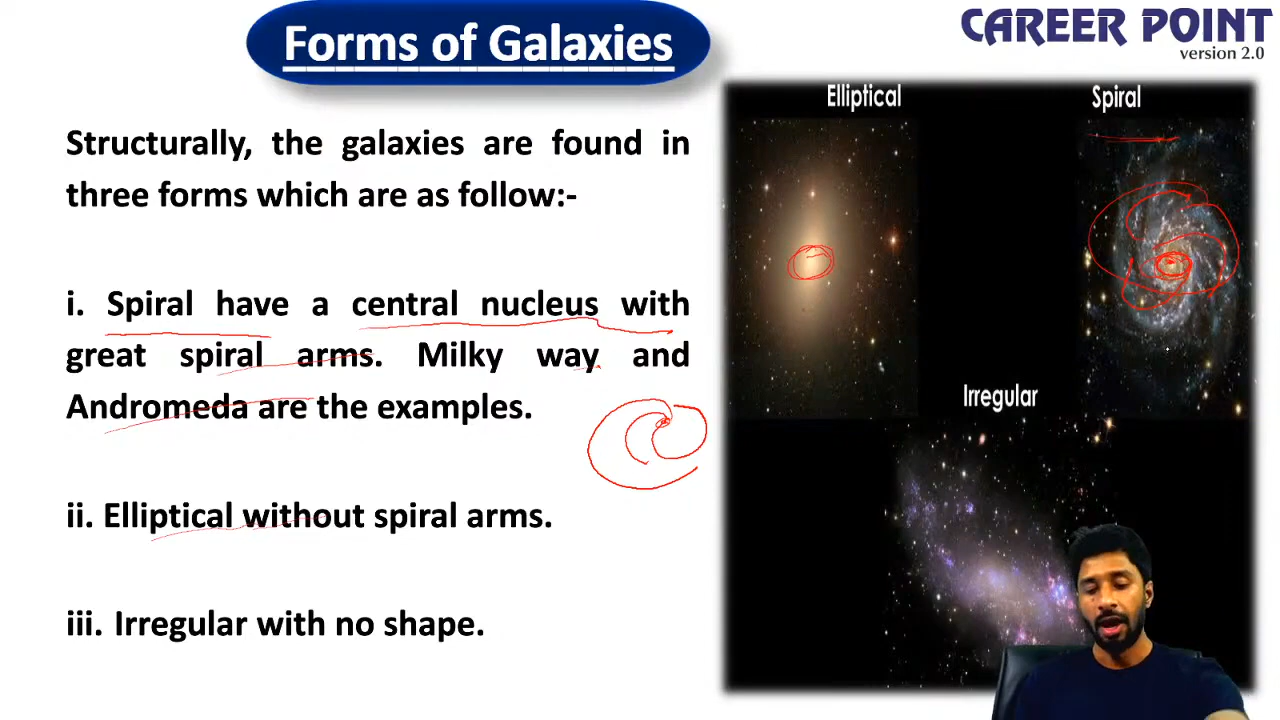 Forms of Galaxies
CAREER POINT
version 2.0
Structurally, the galaxies are found in
three forms which are as follow:-
i. Spiral have a central nucleus with
great spiral arms. Milky way and
Andromeda are the examples.
ii. Elliptical without spiral arms.
iii. Irregular with no shape.
Elliptical
Spiral
Irregular